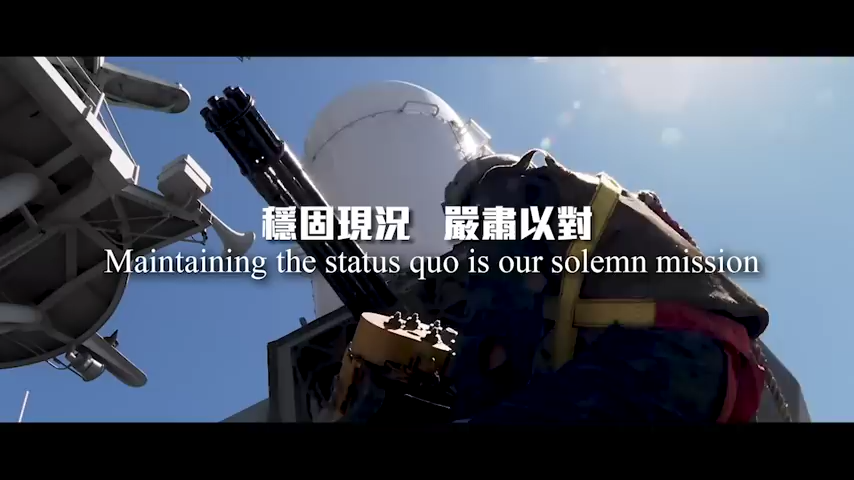 穩固現況 嚴肅以對
Maintaining the status quo is our solemn mission